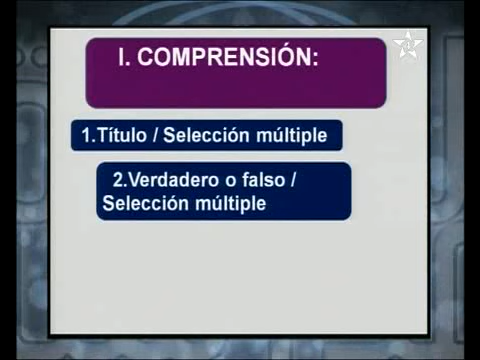 I. COMPRENSIÓN:
1.Título / Selección múltiple
2.Verdadero o falso /
Selección múltiple